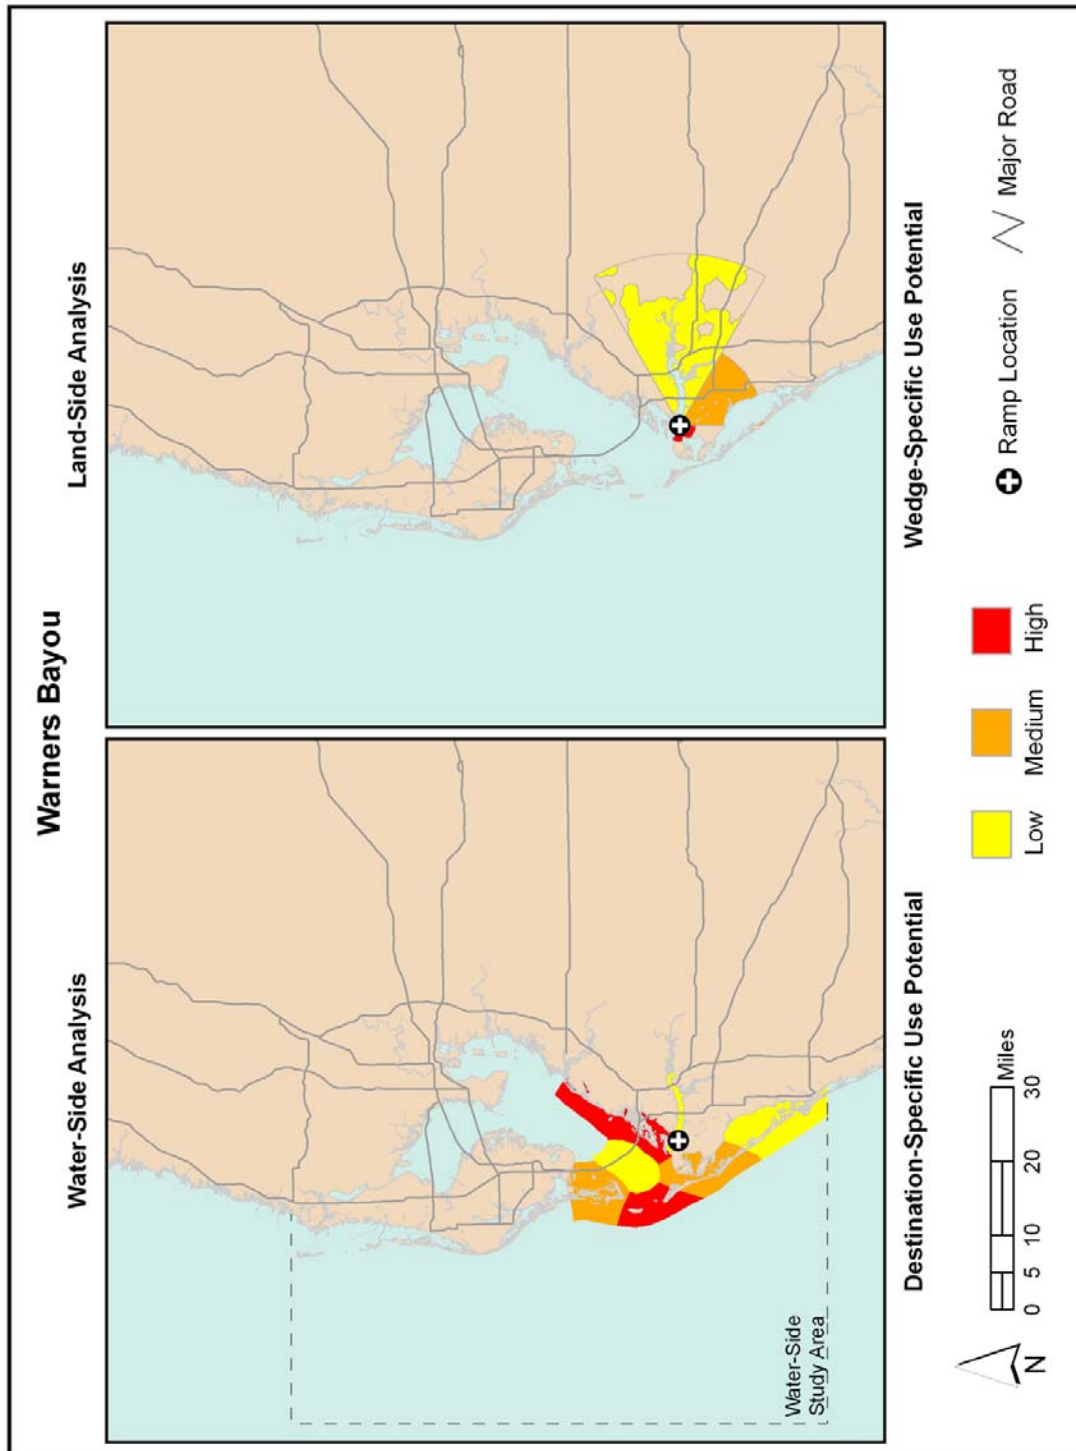 Warners Bayou
Water-Side Analysis
Land-Side Analysis
Water-Side
Study Area
Destination-Specific Use Potential
Wedge-Specific Use Potential
N
0 5 10 20 30
Miles
Low
Medium
High
Ramp Location
Major Road